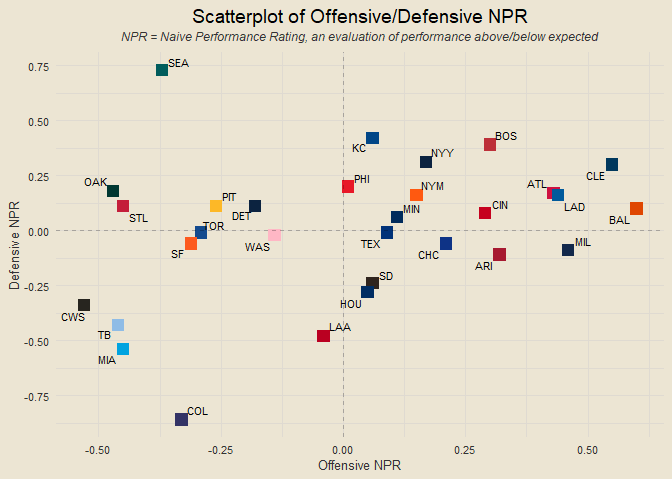 Scatterplot of Offensive/Defensive NPR
NPR = Naive Performance Rating, an evaluation of performance above/below expected
0.75
SEA
0.50
KC
BOS
NYY
CLE
0.25
OAK
PHI
NYM
ATL
STL
PIT
DET
MIN
CIN
LAD
BAL
0.00
TOR
SF
WAS
TEX
CHC
ARI
MIL
-0.25
SD
HOU
CWS
LAA
TB
-0.50
MIA
-0.75
COL
Defensive NPR
-0.50
-0.25
0.00
0.25
0.50
Offensive NPR